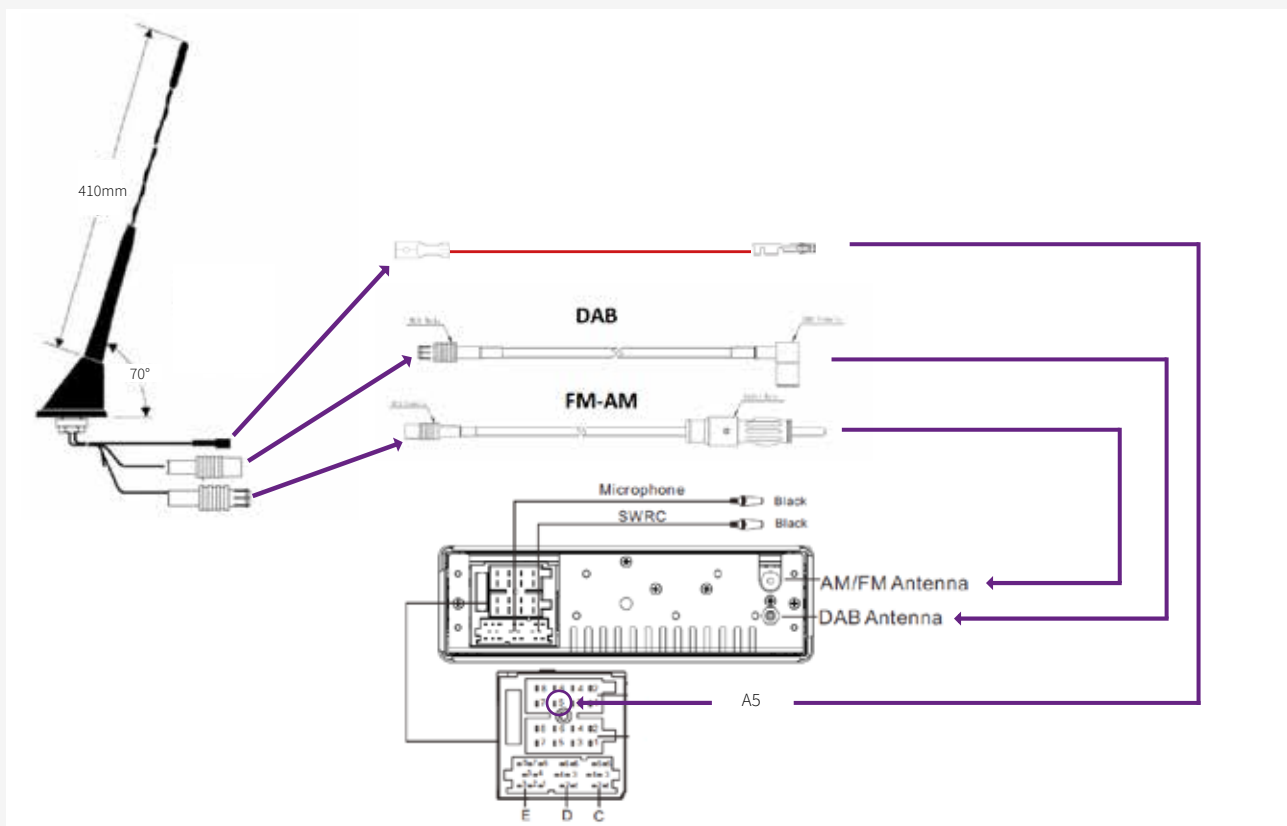 410mm
70°
DAB
FM-AM
Microphone
Black
SWRC
Black
AM/FM Antenna
DAB Antenna
A5
E D C